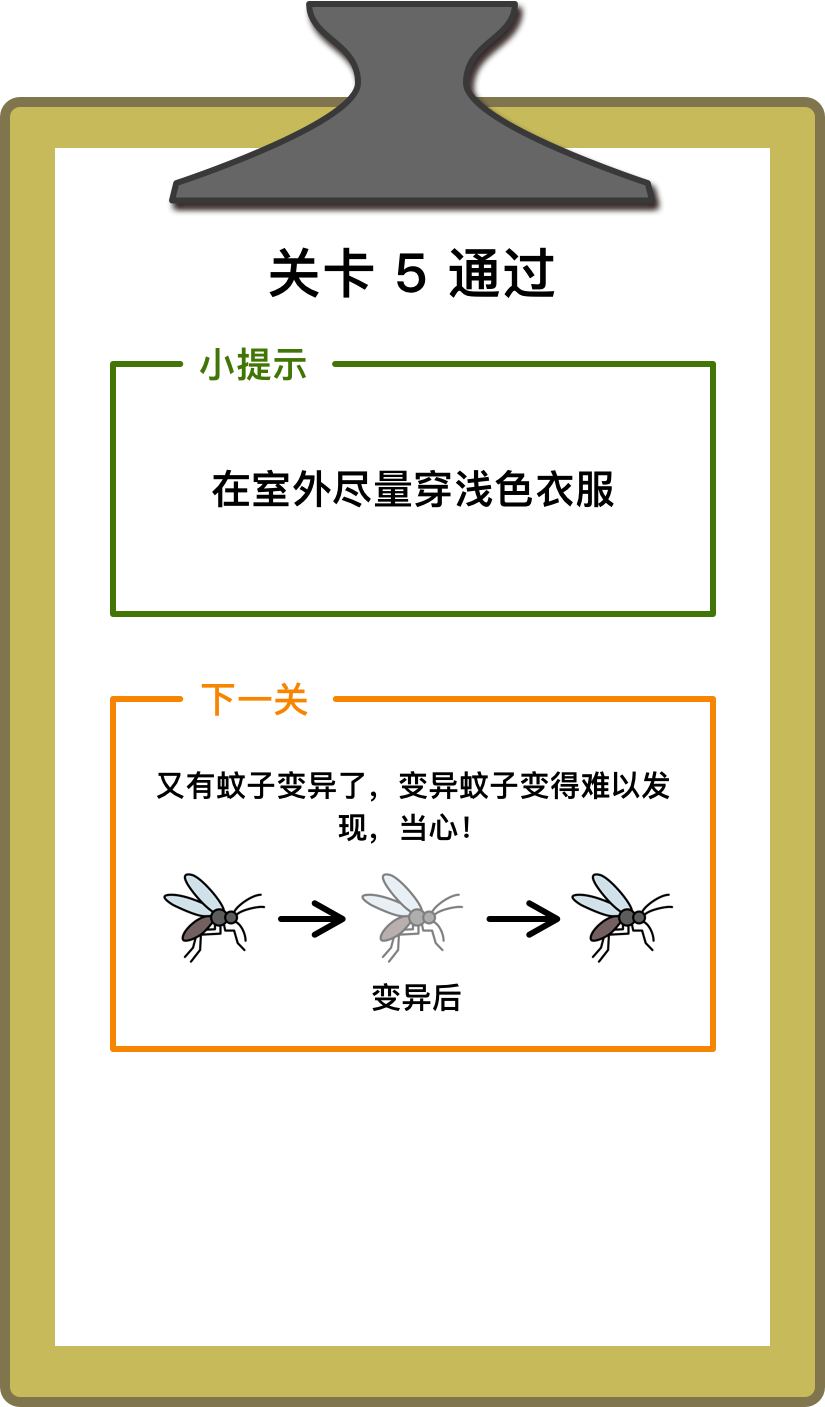 关卡 5 通过
小提示
在室外尽量穿浅色衣服
下一关
又有蚊子变异了，变异蚊子变得难以发
现，当心！
变异后